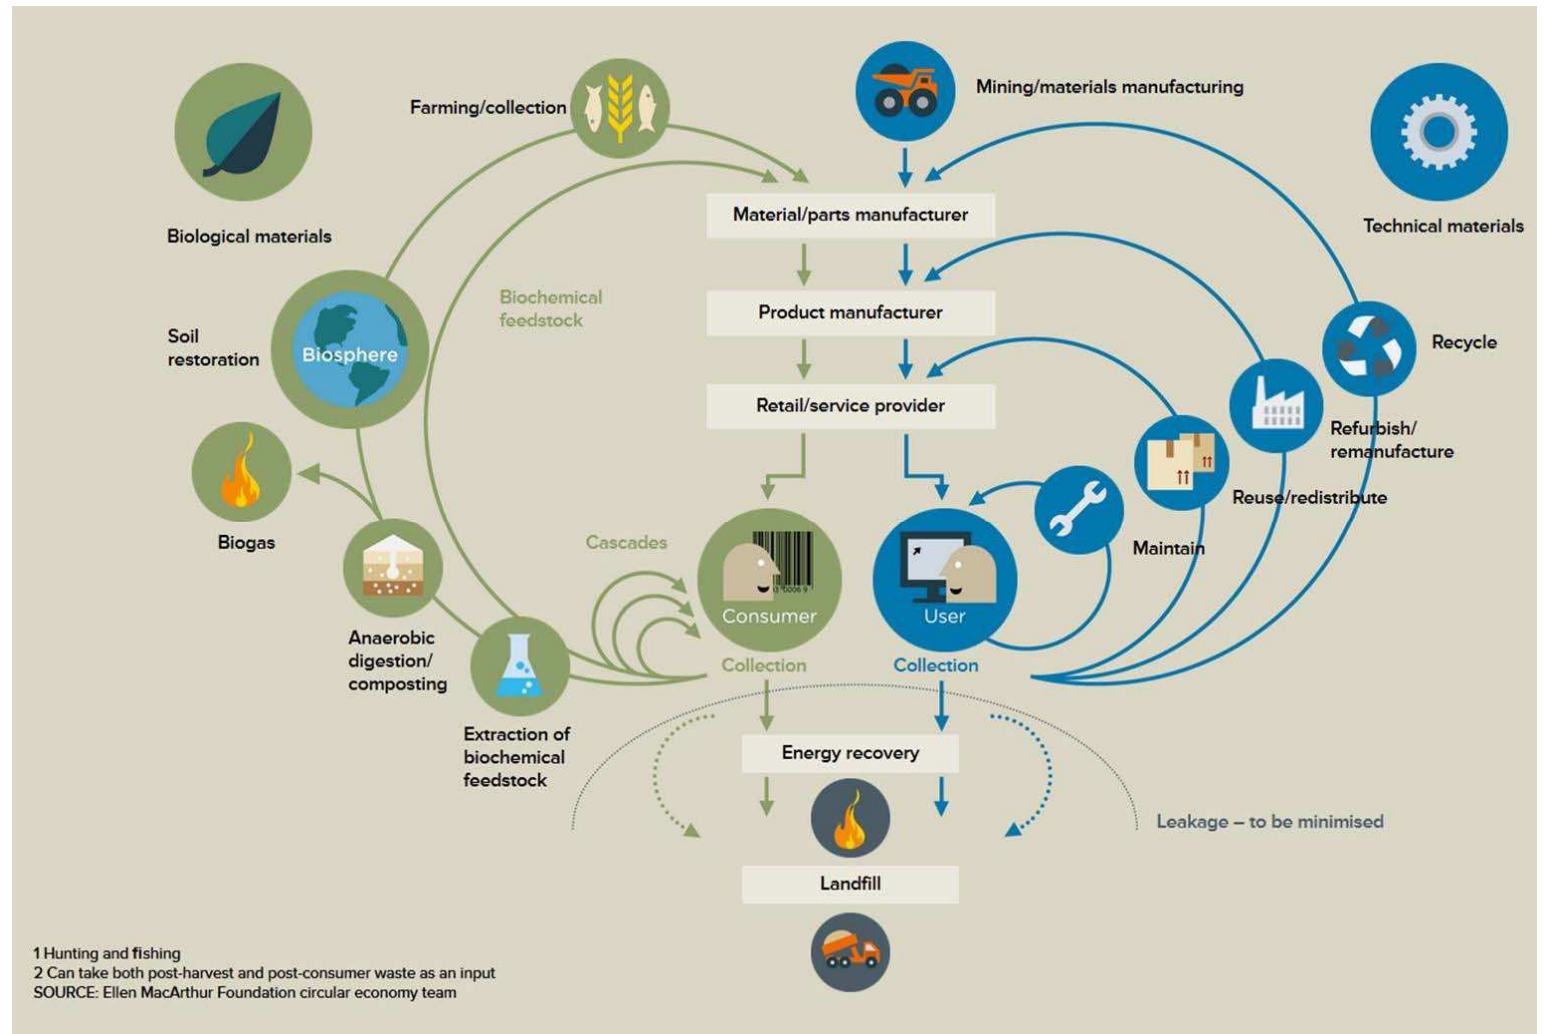 Farming/collection
Mining/materials manufacturing
Biological materials
Technical materials
Material/parts manufacturer
Biochemical
feedstock
Product manufacturer
Soil
restoration
Biosphere
Recycle
Retail/service provider
Refurbish/
remanufacture
Reuse/redistribute
Biogas
Cascades
Maintain
Consumer
User
Anaerobic
digestion/
composting
Collection
Collection
Extraction of
biochemical
feedstock
Energy recovery
Leakage – to be minimised
Landfill
1 Hunting and fishing
2 Can take both post-harvest and post-consumer waste as an input
SOURCE: Ellen MacArthur Foundation circular economy team